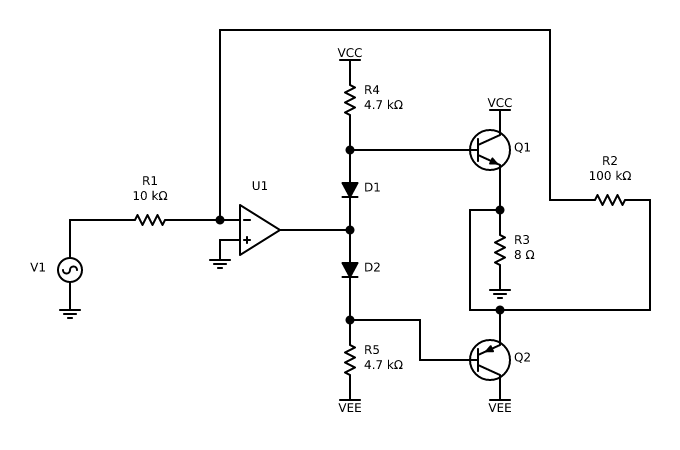 VCC
R4
4.7 kΩ
VCC
Q1
R2
100 kΩ
R1
10 kΩ
U1
D1
−
+
R3
8 Ω
V1
D2
R5
4.7 kΩ
Q2
VEE
VEE